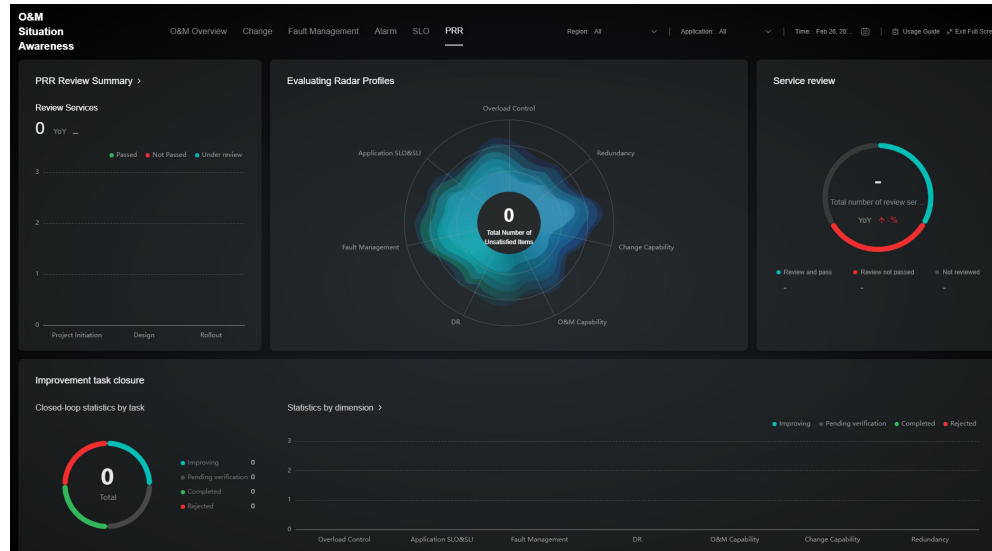 O&M
Situation
Awareness
O&M Overview Change Fault Management Alarm SLO PRR
Region: All Application: All Time: Feb 26, 20... Usage Guide Exit Full Scre
PRR Review Summary >
Review Services
0 YoY –
Passed Not Passed Under review
3
2
1
0
Project Initiation Design Rollout
Evaluating Radar Profiles
Overload Control
Application SLO&SLI
Redundancy
Fault Management
Change Capability
DR
O&M Capability
0
Total Number of
Unsatisfied Items
Service review
-
Total number of review ser...
YoY ↑ -%
Review and pass Review not passed Not reviewed
- - -
Improvement task closure
Closed-loop statistics by task
0
Total
Improving 0
Pending verification 0
Completed 0
Rejected 0
Statistics by dimension >
Improving Pending verification Completed Rejected
3
2
1
0
Overload Control Application SLO&SLI Fault Management DR O&M Capability Change Capability Redundancy